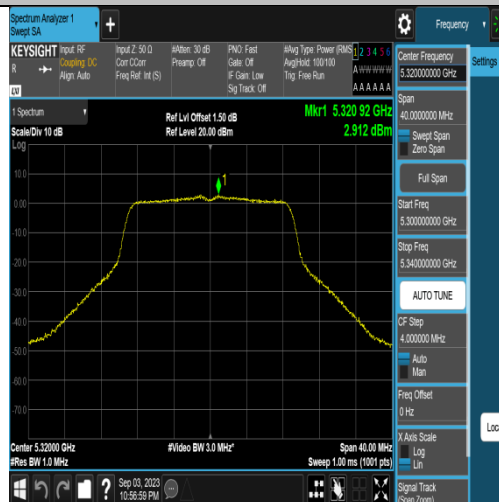 Spectrum Analyzer 1
Swept SA
+
Frequency
KEYSIGHT
Input: RF
Coupling: DC
Align: Auto
R
LXI
Input Z: 50 Ω
Corr CCorr
Freq Ref: Int (S)
#Atten: 30 dB
Preamp: Off
PNO: Fast
Gate: Off
IF Gain: Low
Sig Track: Off
#Avg Type: Power (RMS
Avg|Hold: 100/100
Trig: Free Run
1 2 3 4 5 6
A W W W W W
A A A A A A
1 Spectrum
Scale/Div 10 dB
Log
Ref Lvl Offset 1.50 dB
Ref Level 20.00 dBm
Mkr1 5.320 92 GHz
2.912 dBm
1
10.0
0.00
-10.0
-20.0
-30.0
-40.0
-50.0
-60.0
-70.0
Center 5.32000 GHz
#Res BW 1.0 MHz
#Video BW 3.0 MHz*
Span 40.00 MHz
Sweep 1.00 ms (1001 pts)
?
Sep 03, 2023
10:56:59 PM
Center Frequency
5.320000000 GHz
Settings
Span
40.0000000 MHz
Swept Span
Zero Span
Full Span
Start Freq
5.300000000 GHz
Stop Freq
5.340000000 GHz
AUTO TUNE
CF Step
4.000000 MHz
Auto
Man
Freq Offset
0 Hz
X Axis Scale
Log
Lin
Loc
Signal Track
(Span Zoom)